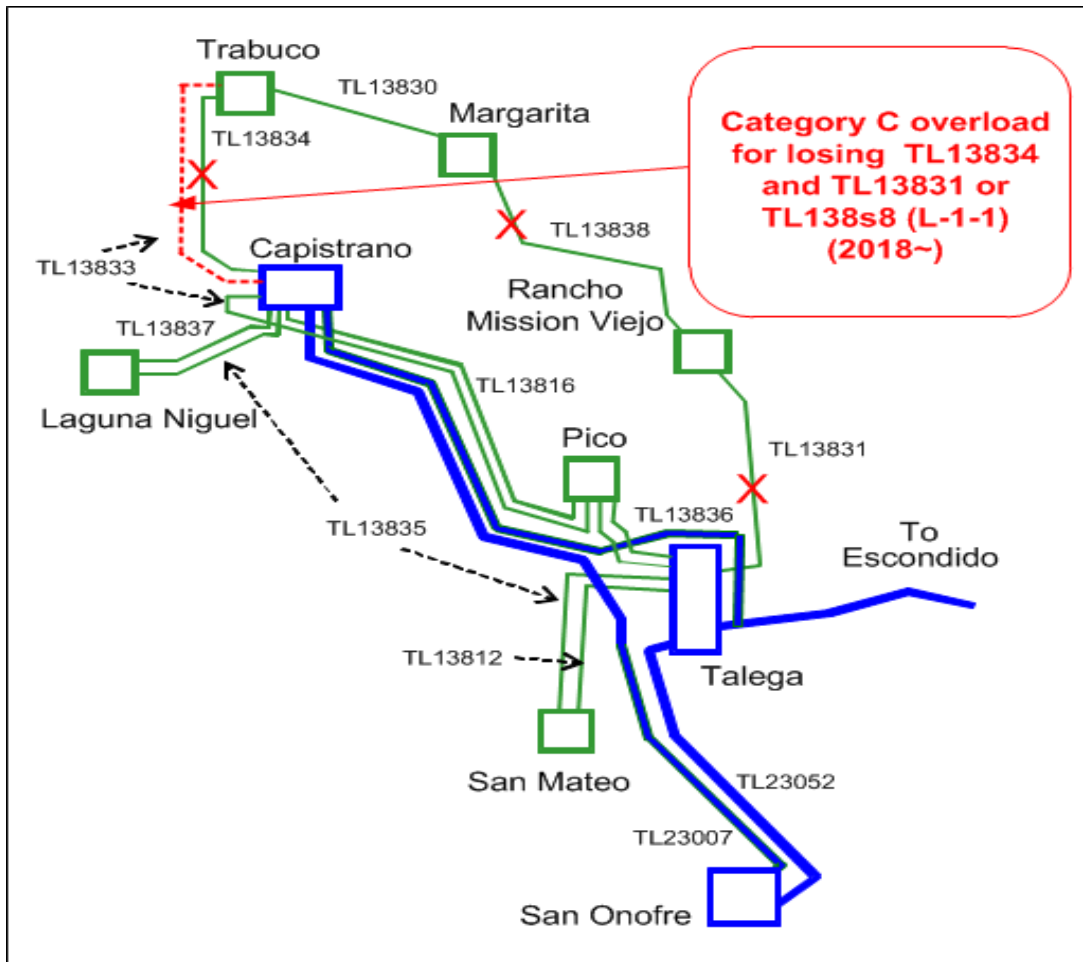 Trabuco
TL13830
Margarita
TL13834
Category C overload
for losing TL13834
and TL13831 or
TL138s8 (L-1-1)
(2018~)
TL13838
Capistrano
TL13833
Rancho
Mission Viejo
TL13837
TL13816
Laguna Niguel
Pico
TL13831
TL13836
TL13835
To
Escondido
TL13812
Talega
San Mateo
TL23052
TL23007
San Onofre